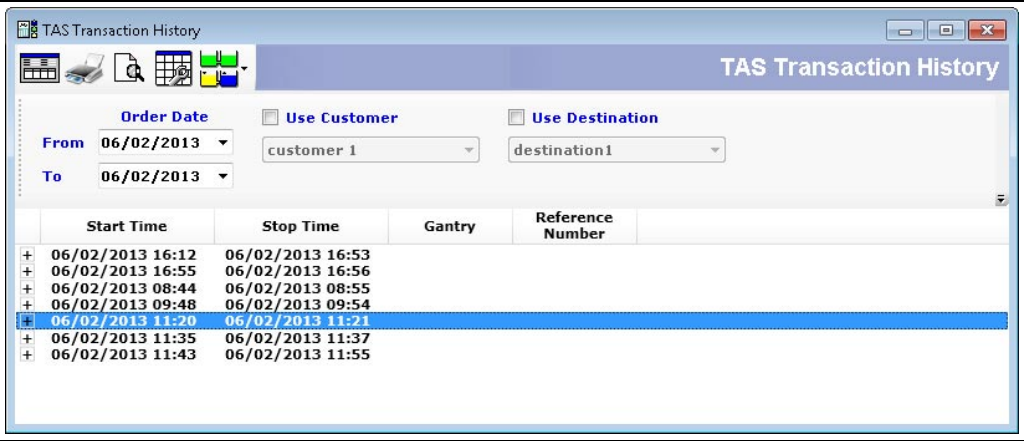 TAS Transaction History
TAS Transaction History
Order Date
Use Customer
Use Destination
From 06/02/2013
customer 1
destination1
To 06/02/2013
Start Time Stop Time Gantry Reference Number
+ 06/02/2013 16:12 06/02/2013 16:53
+ 06/02/2013 16:55 06/02/2013 16:56
+ 06/02/2013 08:44 06/02/2013 08:55
+ 06/02/2013 09:48 06/02/2013 09:54
+ 06/02/2013 11:20 06/02/2013 11:21
+ 06/02/2013 11:35 06/02/2013 11:37
+ 06/02/2013 11:43 06/02/2013 11:55